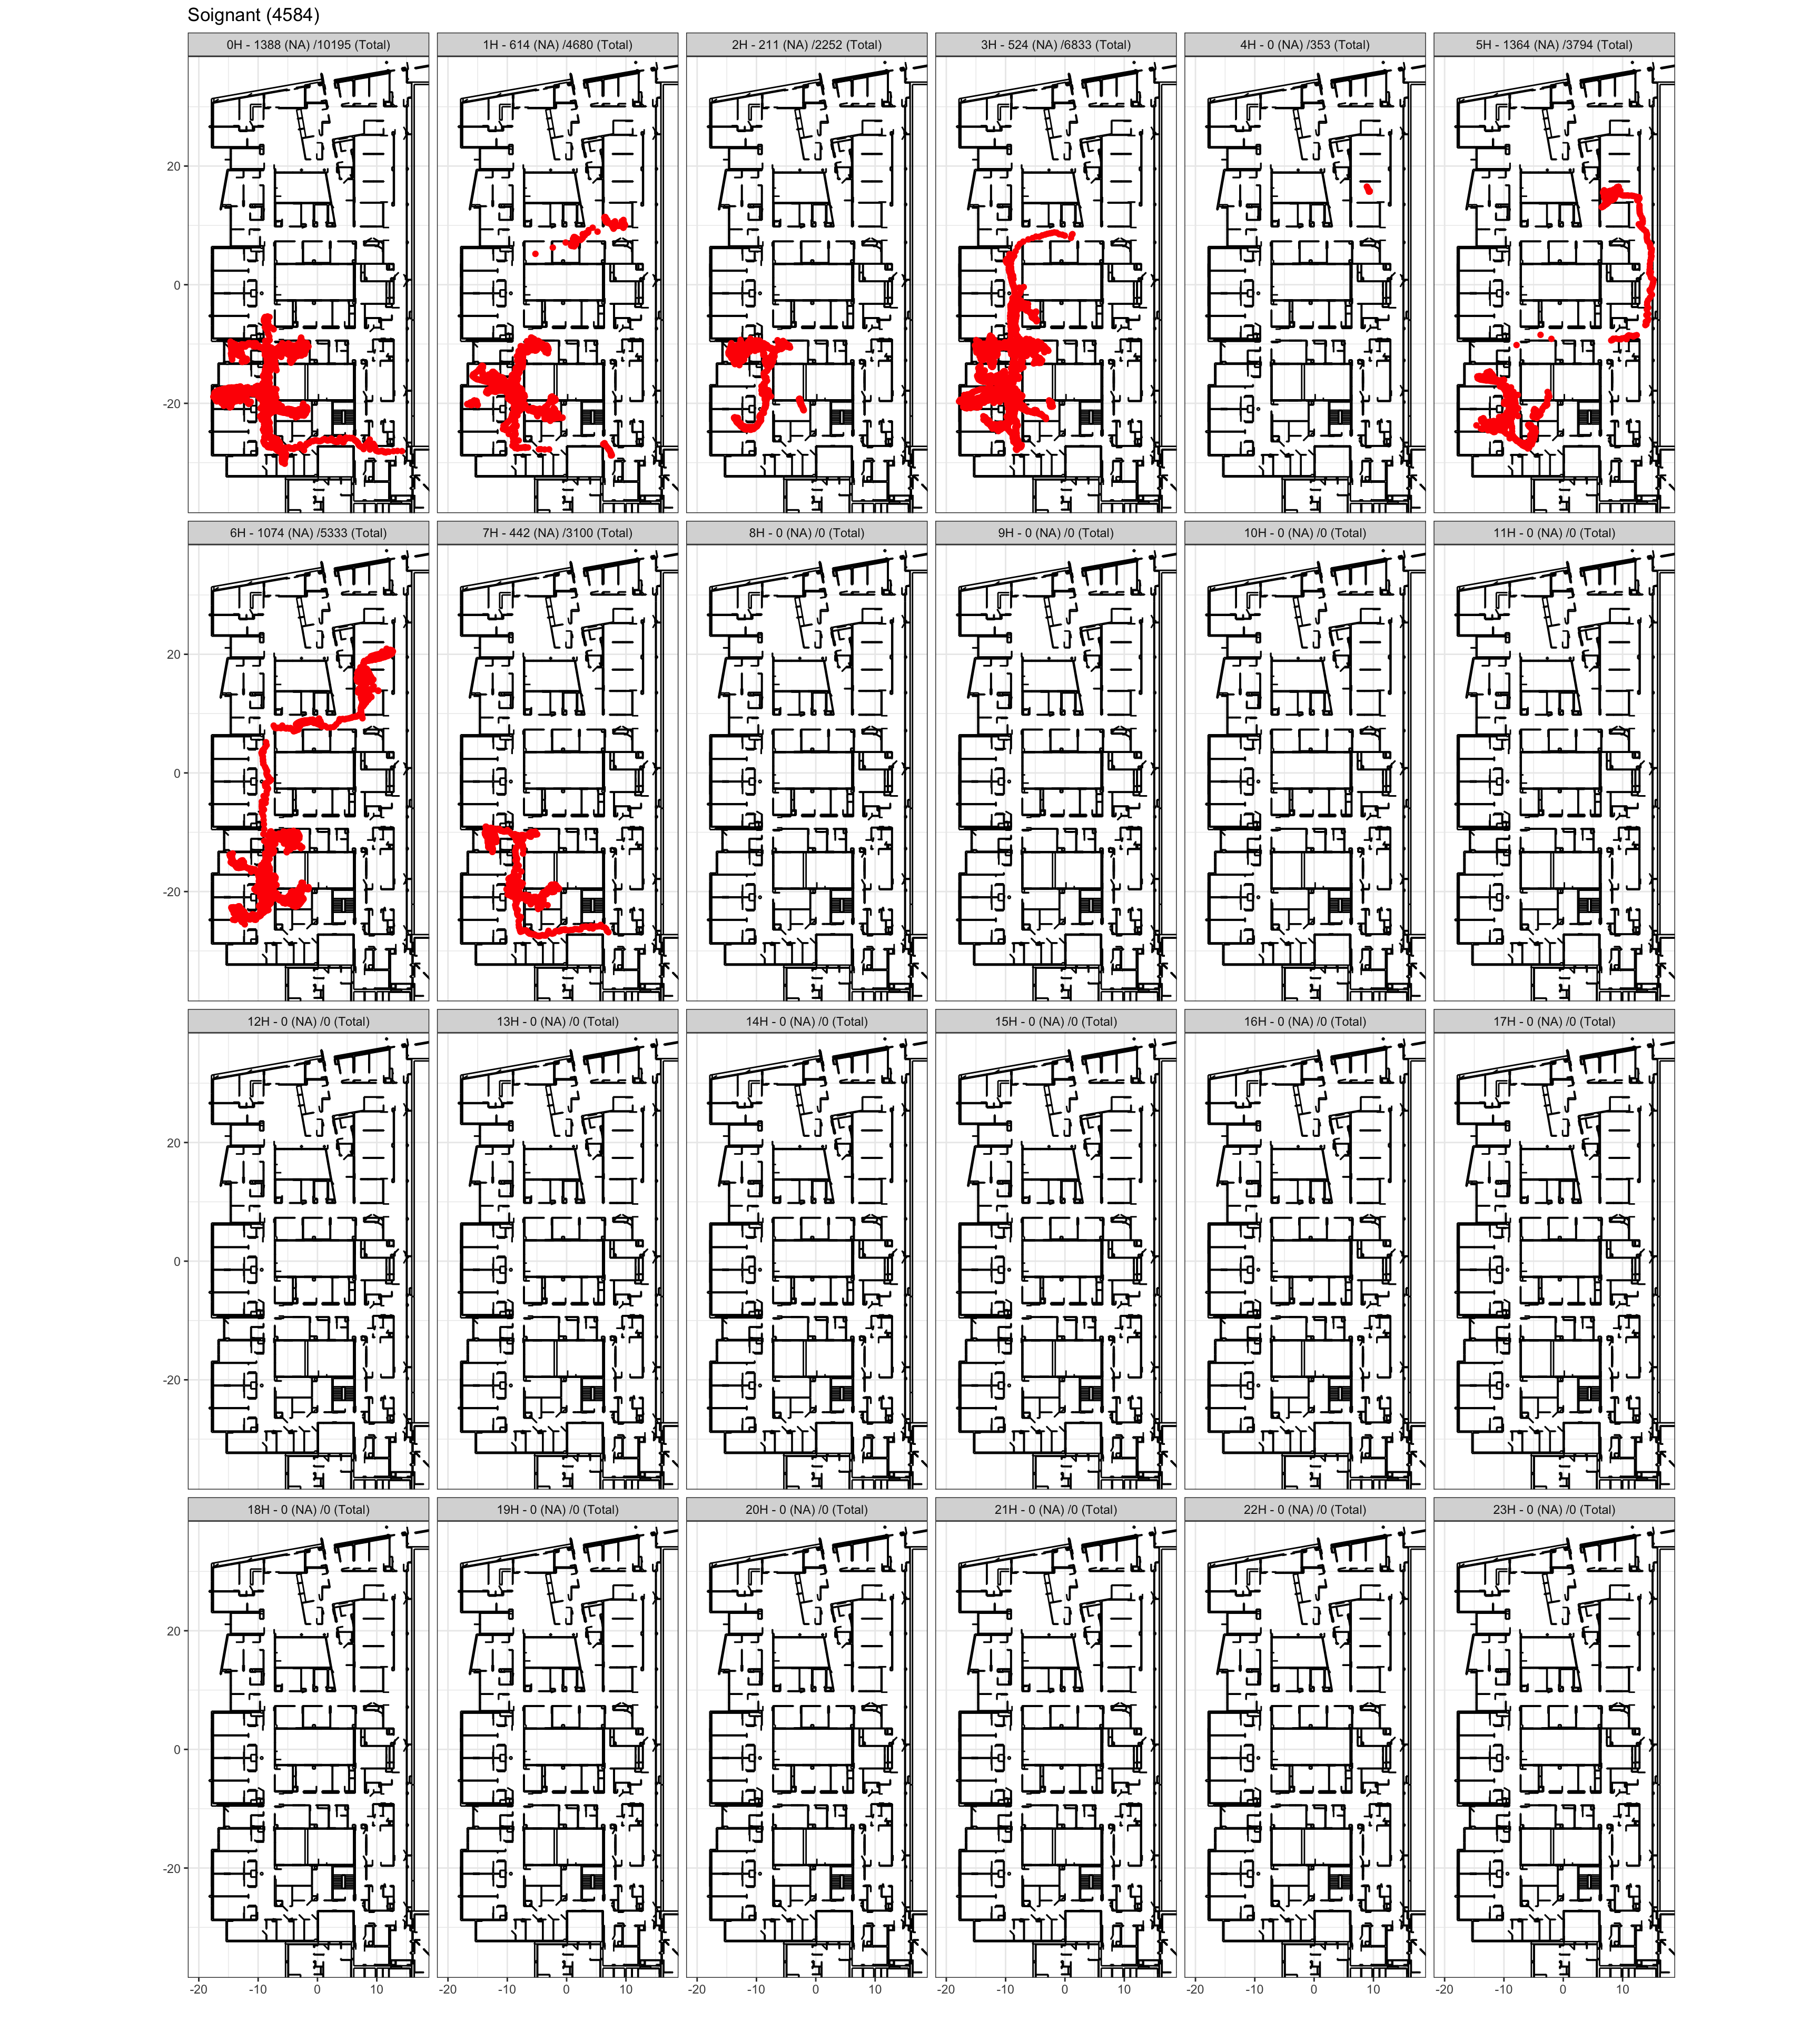 Soignant (4584)
0H - 1388 (NA) /10195 (Total)
1H - 614 (NA) /4680 (Total)
2H - 211 (NA) /2252 (Total)
3H - 524 (NA) /6833 (Total)
4H - 0 (NA) /353 (Total)
5H - 1364 (NA) /3794 (Total)
20
0
-20
6H - 1074 (NA) /5333 (Total)
7H - 442 (NA) /3100 (Total)
8H - 0 (NA) /0 (Total)
9H - 0 (NA) /0 (Total)
10H - 0 (NA) /0 (Total)
11H - 0 (NA) /0 (Total)
20
0
-20
12H - 0 (NA) /0 (Total)
13H - 0 (NA) /0 (Total)
14H - 0 (NA) /0 (Total)
15H - 0 (NA) /0 (Total)
16H - 0 (NA) /0 (Total)
17H - 0 (NA) /0 (Total)
20
0
-20
18H - 0 (NA) /0 (Total)
19H - 0 (NA) /0 (Total)
20H - 0 (NA) /0 (Total)
21H - 0 (NA) /0 (Total)
22H - 0 (NA) /0 (Total)
23H - 0 (NA) /0 (Total)
20
0
-20
-20 -10 0 10
-20 -10 0 10
-20 -10 0 10
-20 -10 0 10
-20 -10 0 10
-20 -10 0 10